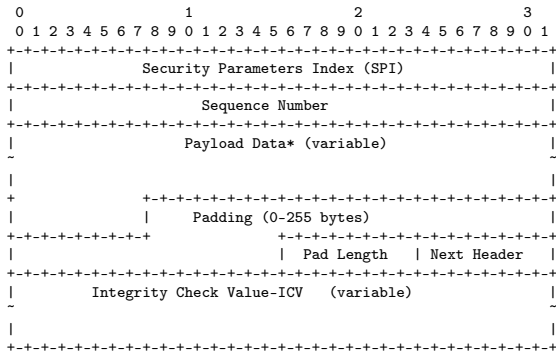 0 1 2 3
0 1 2 3 4 5 6 7 8 9 0 1 2 3 4 5 6 7 8 9 0 1 2 3 4 5 6 7 8 9 0 1
+-+-+-+-+-+-+-+-+-+-+-+-+-+-+-+-+-+-+-+-+-+-+-+-+-+-+-+-+-+-+-+-+
| Security Parameters Index (SPI) |
+-+-+-+-+-+-+-+-+-+-+-+-+-+-+-+-+-+-+-+-+-+-+-+-+-+-+-+-+-+-+-+-+
| Sequence Number |
+-+-+-+-+-+-+-+-+-+-+-+-+-+-+-+-+-+-+-+-+-+-+-+-+-+-+-+-+-+-+-+-+
| Payload Data* (variable) |
~ ~
| |
+ +-+-+-+-+-+-+-+-+-+-+-+-+-+-+-+-+-+-+-+-+-+-+-+-+
| | Padding (0-255 bytes) |
+-+-+-+-+-+-+-+-+ +-+-+-+-+-+-+-+-+-+-+-+-+-+-+-+-+
| | Pad Length | Next Header |
+-+-+-+-+-+-+-+-+-+-+-+-+-+-+-+-+-+-+-+-+-+-+-+-+-+-+-+-+-+-+-+-+
| Integrity Check Value-ICV (variable) |
~ ~
| |
+-+-+-+-+-+-+-+-+-+-+-+-+-+-+-+-+-+-+-+-+-+-+-+-+-+-+-+-+-+-+-+-+